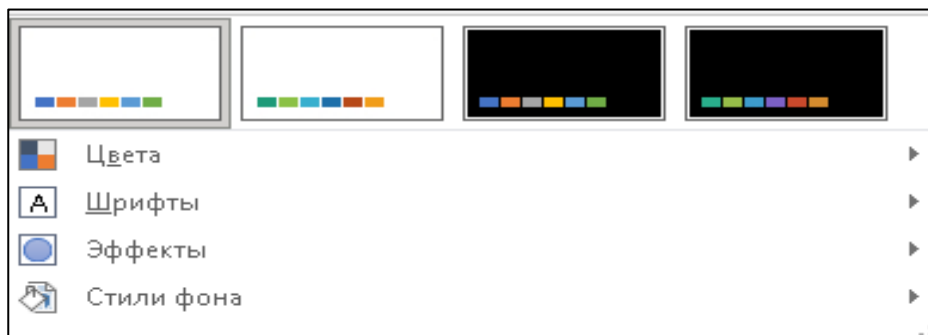 Цвета
Шрифты
Эффекты
Стили фона